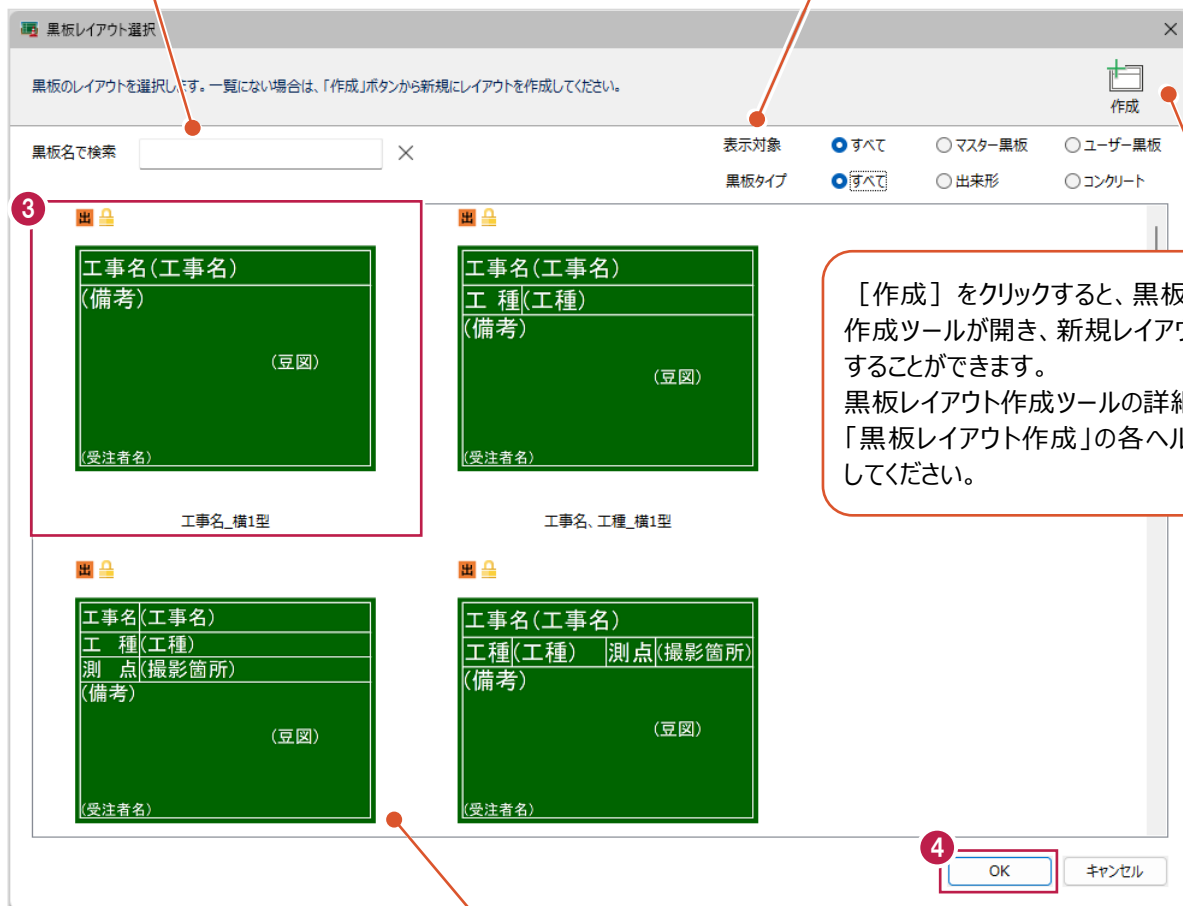 黒板レイアウト選択
黒板のレイアウトを選択します。一覧にない場合は、「作成」ボタンから新規にレイアウトを作成してください。
作成
黒板名で検索
表示対象 すべて マスター黒板 ユーザー黒板
黒板タイプ すべて 出来形 コンクリート
3
出
工事名(工事名)
(備考)
(豆図)
(受注者名)
工事名_横1型
出
工事名(工事名)
工 種(工種)
(備考)
(豆図)
(受注者名)
工事名、工種_横1型
［作成］をクリックすると、黒板
作成ツールが開き、新規レイア
することができます。
黒板レイアウト作成ツールの詳
「黒板レイアウト作成」の各ヘル
してください。
出
工事名(工事名)
工 種(工種)
測 点(撮影箇所)
(備考)
(豆図)
(受注者名)
出
工事名(工事名)
工種(工種) 測点(撮影箇所)
(備考)
(豆図)
(受注者名)
4
OK キャンセル